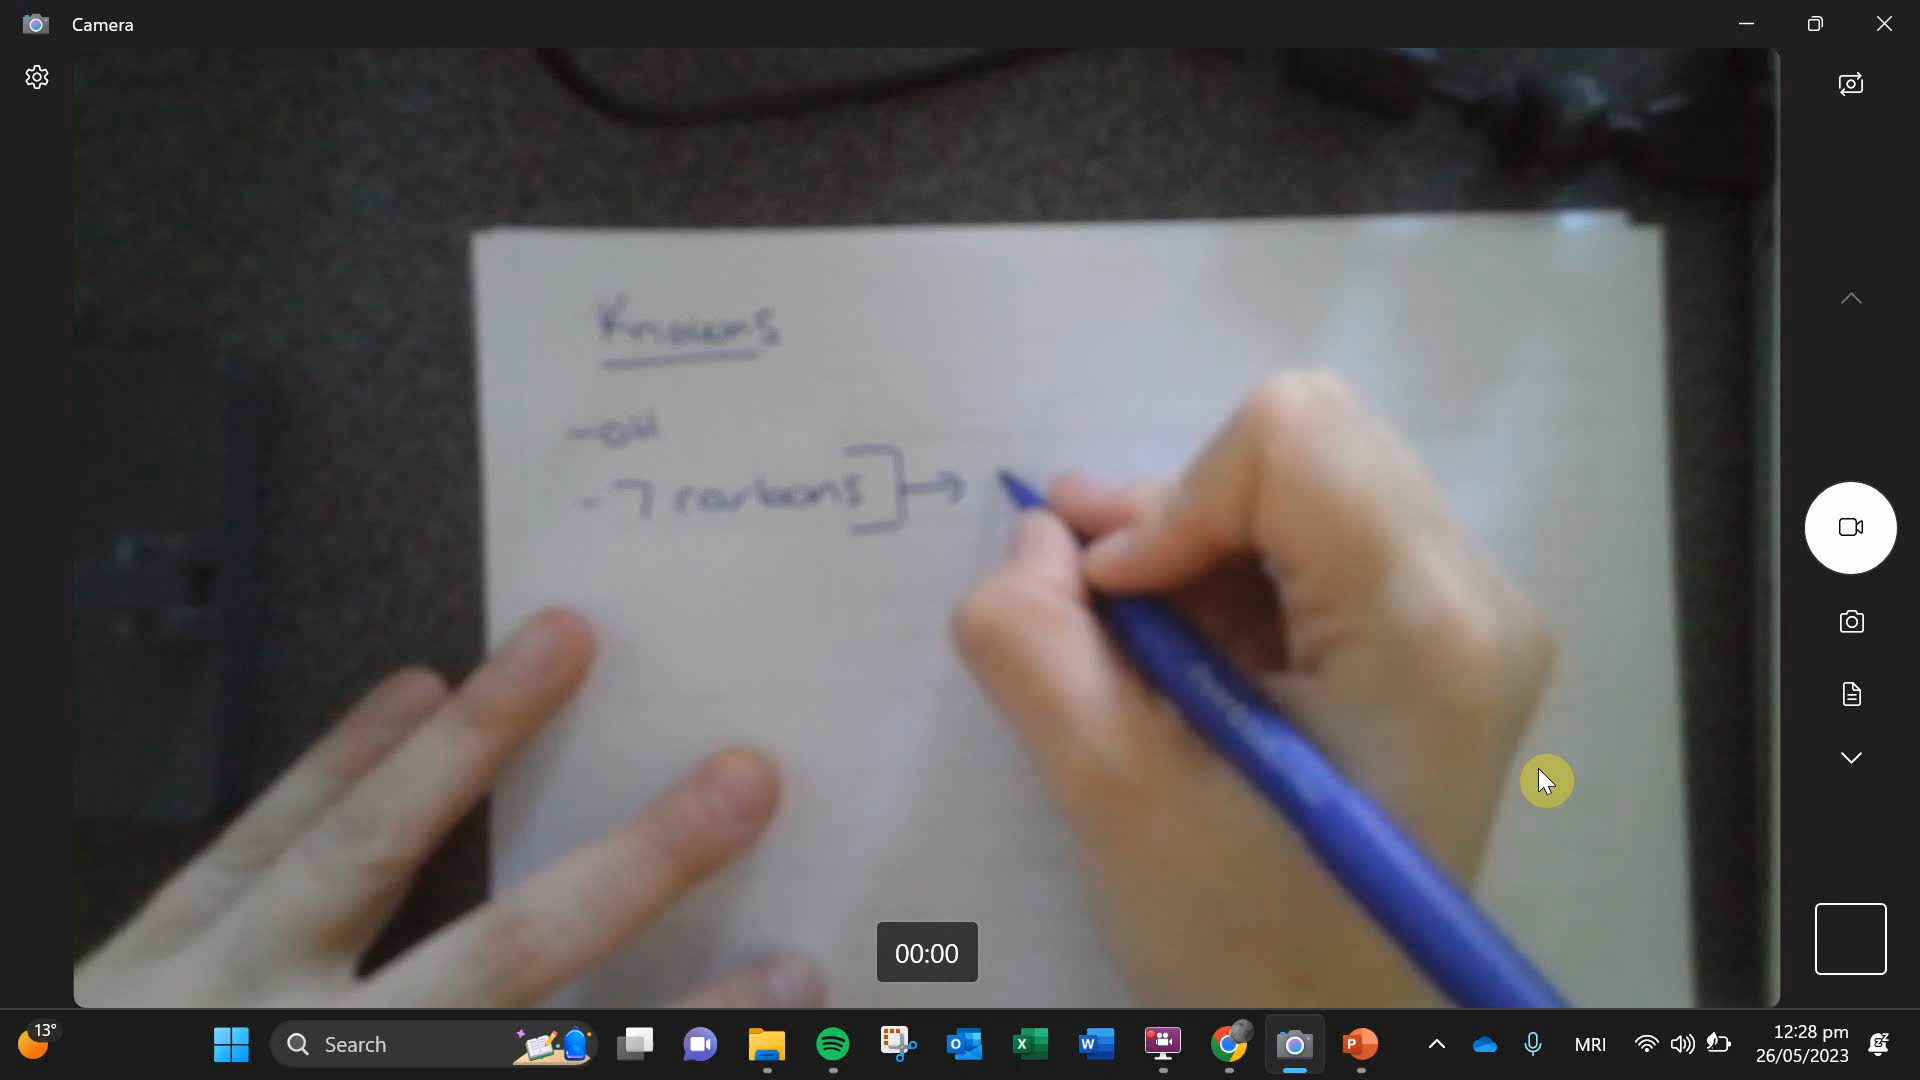 Camera
Knowns
-OH
- 7 carbons ] →
00:00
13°
Search
MRI
12:28 pm
26/05/2023